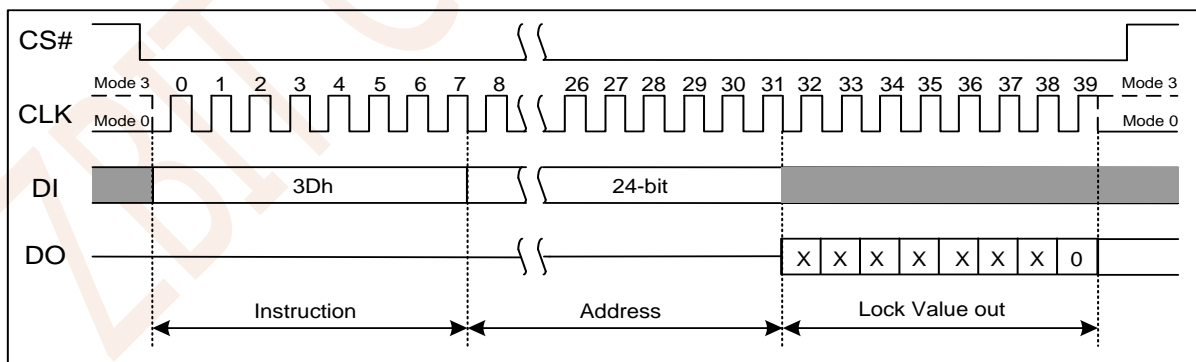 CS#
Mode 3 0 1 2 3 4 5 6 7 8 26 27 28 29 30 31 32 33 34 35 36 37 38 39 Mode 3
CLK
Mode 0 Mode 0
DI 3Dh 24-bit
DO X X X X X X X 0
Instruction Address Lock Value out
ZBIT